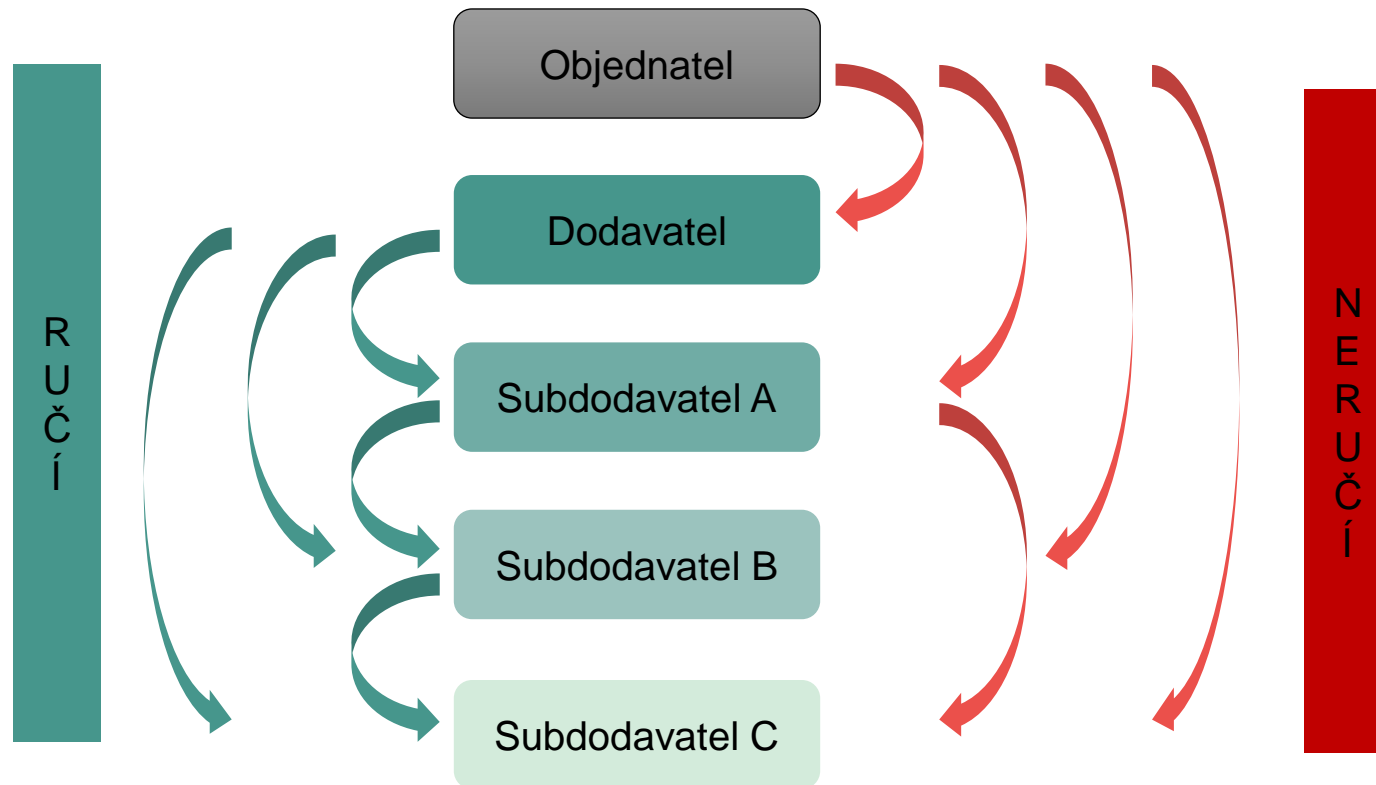 Objednatel
Dodavatel
Subdodavatel A
Subdodavatel B
Subdodavatel C
R
U
Č
Í
N
E
R
U
Č
Í